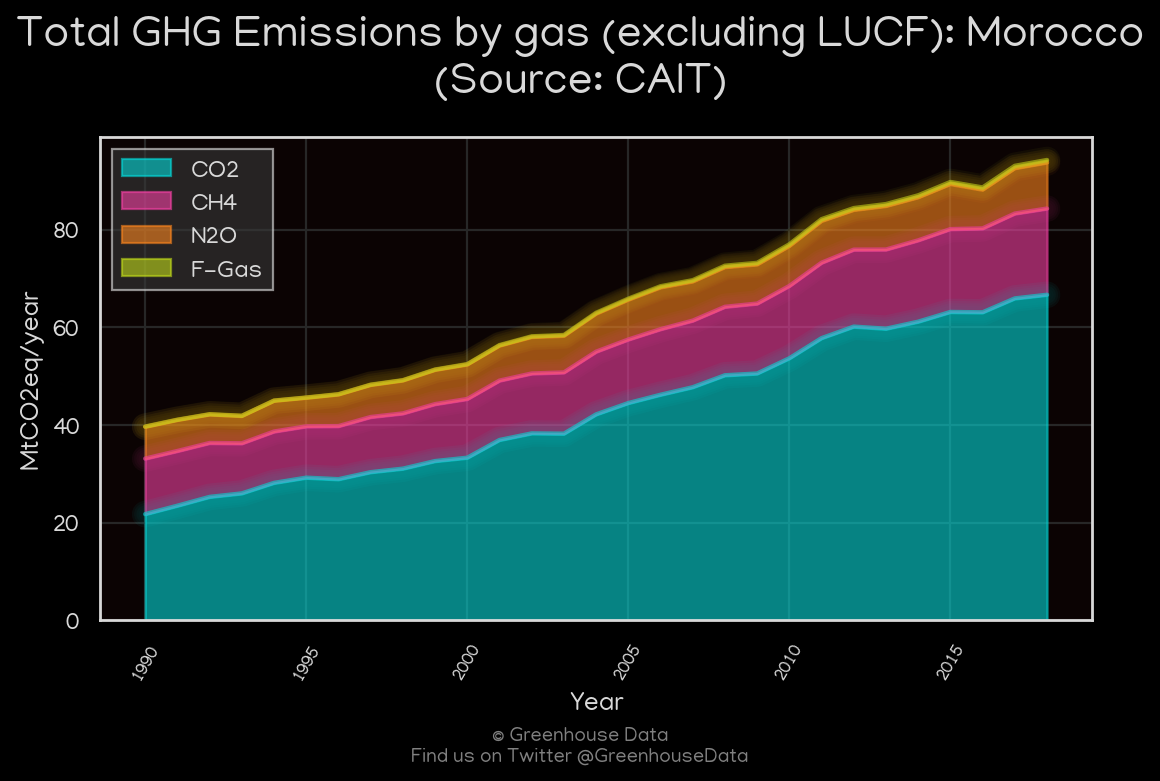 Total GHG Emissions by gas (excluding LUCF): Morocco
(Source: CAIT)
CO2
CH4
N2O
F-Gas
MtCO2eq/year
80
60
40
20
0
1990
1995
2000
2005
2010
2015
Year
© Greenhouse Data
Find us on Twitter @GreenhouseData